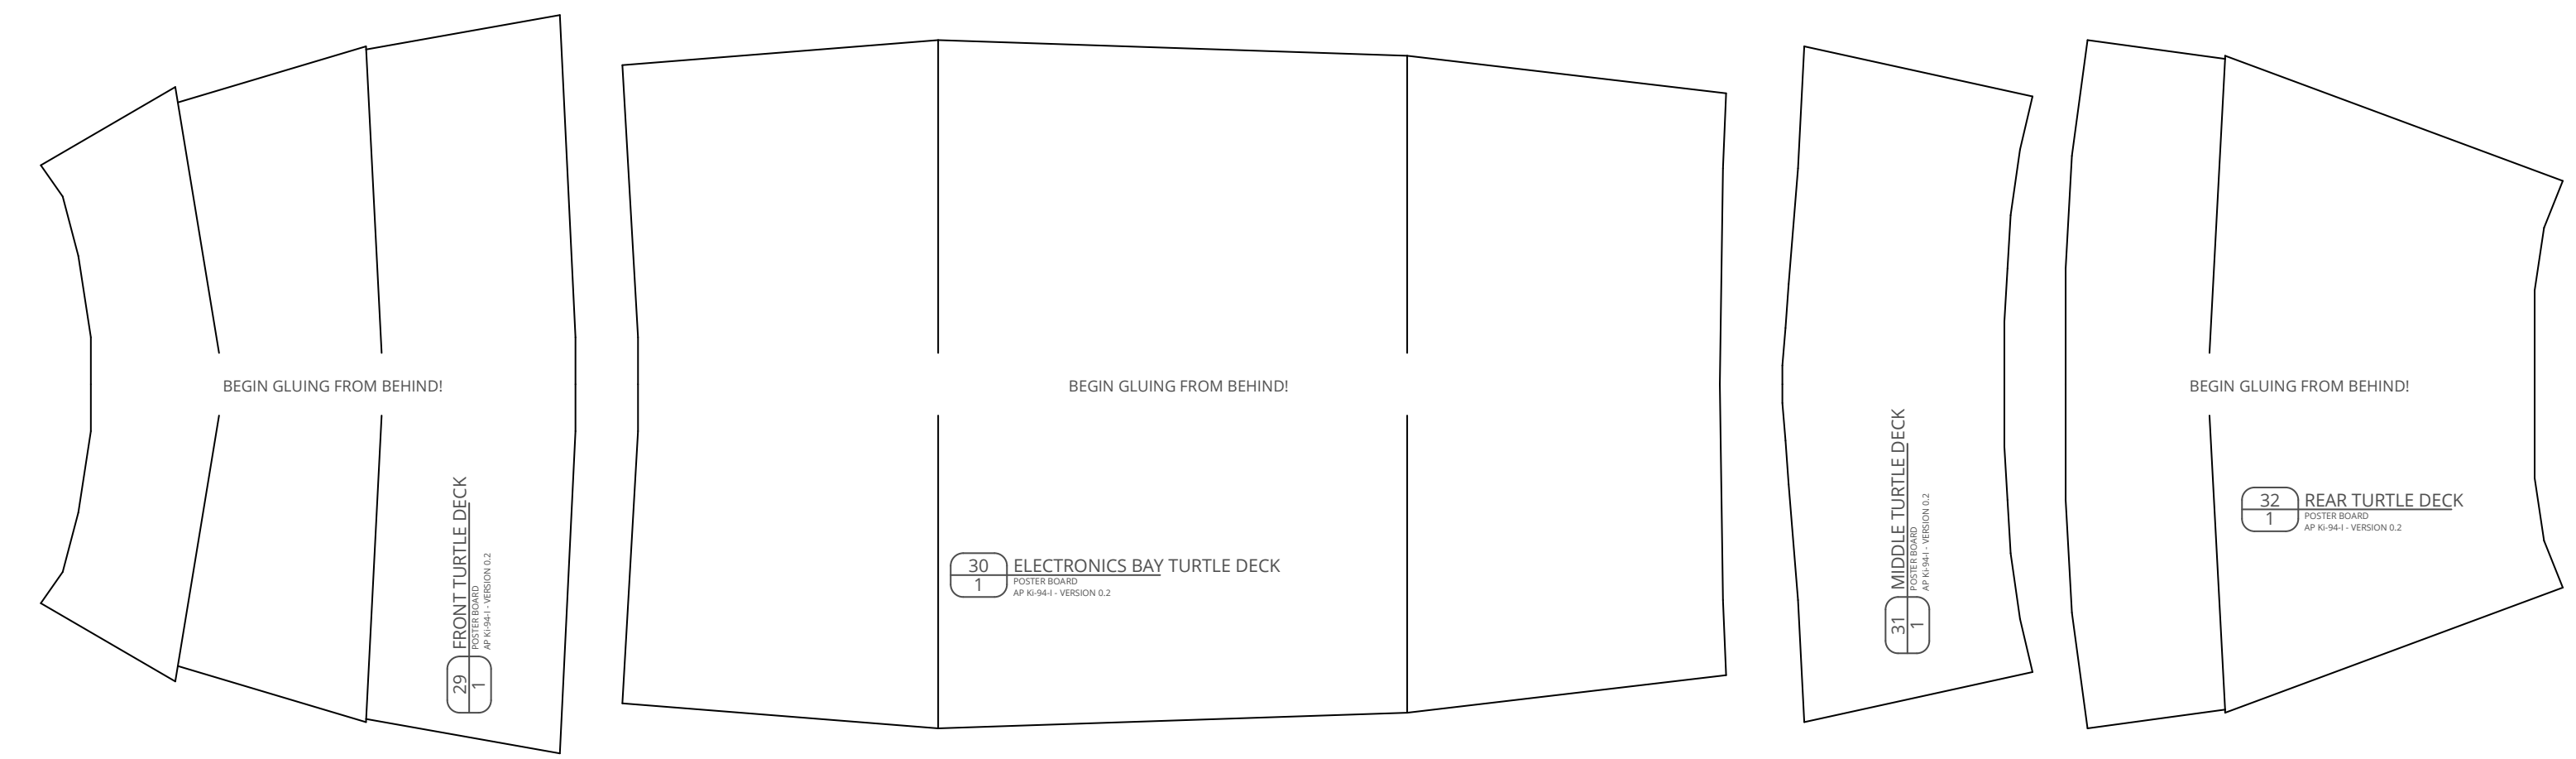 BEGIN GLUING FROM BEHIND!
29
1
FRONT TURTLE DECK
POSTER BOARD
AP Ki-94-I - VERSION 0.2
BEGIN GLUING FROM BEHIND!
30
1
ELECTRONICS BAY TURTLE DECK
POSTER BOARD
AP Ki-94-I - VERSION 0.2
31
1
MIDDLE TURTLE DECK
POSTER BOARD
AP Ki-94-I - VERSION 0.2
BEGIN GLUING FROM BEHIND!
32
1
REAR TURTLE DECK
POSTER BOARD
AP Ki-94-I - VERSION 0.2